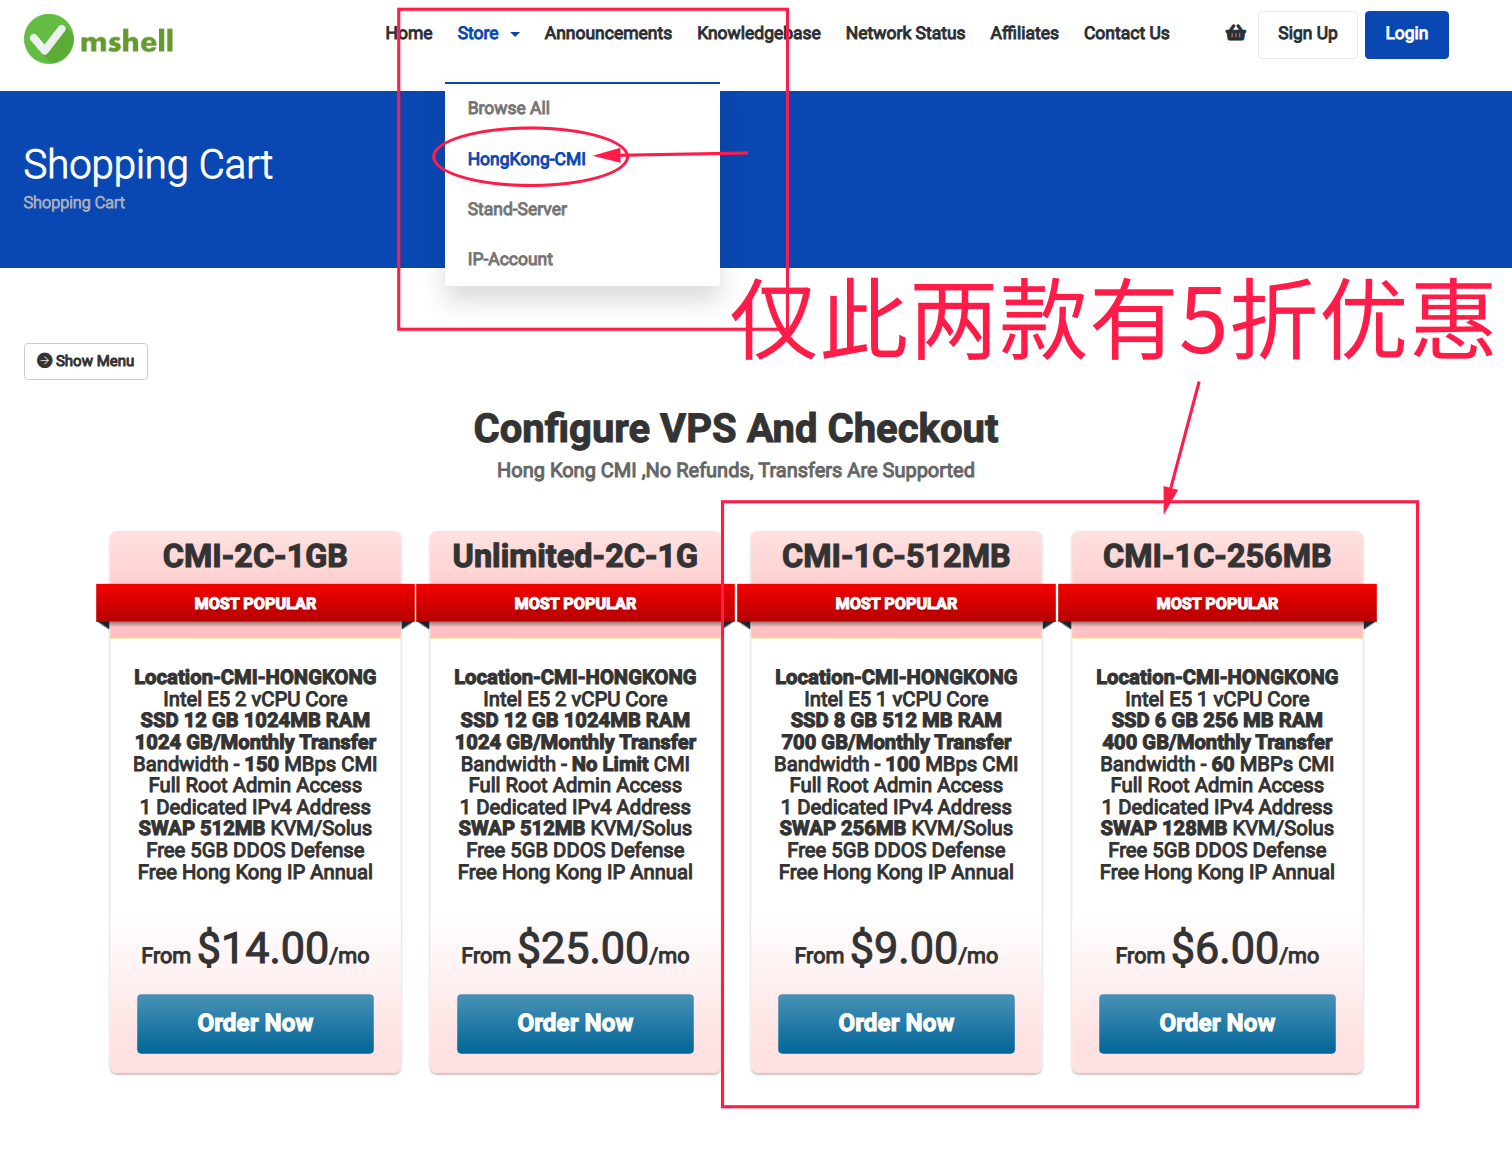 mshell
Home Store Announcements Knowledgebase Network Status Affiliates Contact Us Sign Up Login
Browse All
HongKong-CMI
Stand-Server
IP-Account
Shopping Cart
Shopping Cart
仅此两款有5折优惠
Show Menu
Configure VPS And Checkout
Hong Kong CMI ,No Refunds, Transfers Are Supported
CMI-2C-1GB
MOST POPULAR
Location-CMI-HONGKONG
Intel E5 2 vCPU Core
SSD 12 GB 1024MB RAM
1024 GB/Monthly Transfer
Bandwidth - 150 MBps CMI
Full Root Admin Access
1 Dedicated IPv4 Address
SWAP 512MB KVM/Solus
Free 5GB DDOS Defense
Free Hong Kong IP Annual
From $14.00/mo
Order Now
Unlimited-2C-1G
MOST POPULAR
Location-CMI-HONGKONG
Intel E5 2 vCPU Core
SSD 12 GB 1024MB RAM
1024 GB/Monthly Transfer
Bandwidth - No Limit CMI
Full Root Admin Access
1 Dedicated IPv4 Address
SWAP 512MB KVM/Solus
Free 5GB DDOS Defense
Free Hong Kong IP Annual
From $25.00/mo
Order Now
CMI-1C-512MB
MOST POPULAR
Location-CMI-HONGKONG
Intel E5 1 vCPU Core
SSD 8 GB 512 MB RAM
700 GB/Monthly Transfer
Bandwidth - 100 MBps CMI
Full Root Admin Access
1 Dedicated IPv4 Address
SWAP 256MB KVM/Solus
Free 5GB DDOS Defense
Free Hong Kong IP Annual
From $9.00/mo
Order Now
CMI-1C-256MB
MOST POPULAR
Location-CMI-HONGKONG
Intel E5 1 vCPU Core
SSD 6 GB 256 MB RAM
400 GB/Monthly Transfer
Bandwidth - 60 MBPs CMI
Full Root Admin Access
1 Dedicated IPv4 Address
SWAP 128MB KVM/Solus
Free 5GB DDOS Defense
Free Hong Kong IP Annual
From $6.00/mo
Order Now